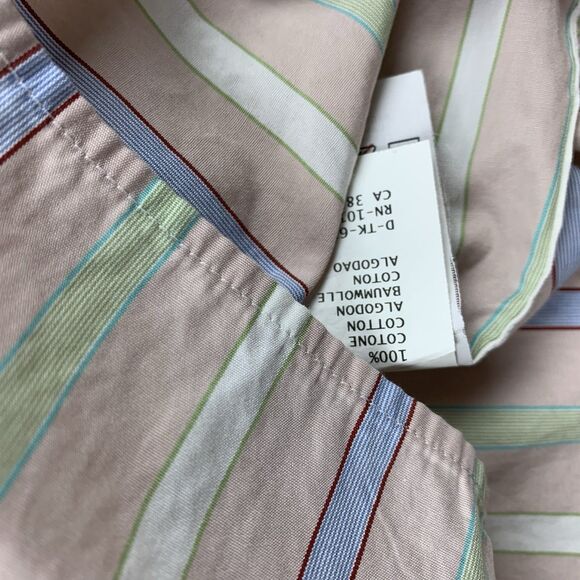 100%
COTONE
COTTON
ALGODON
BAUMWOLLE
COTON
ALGODAO
D-TK-6
RN-101
CA 38